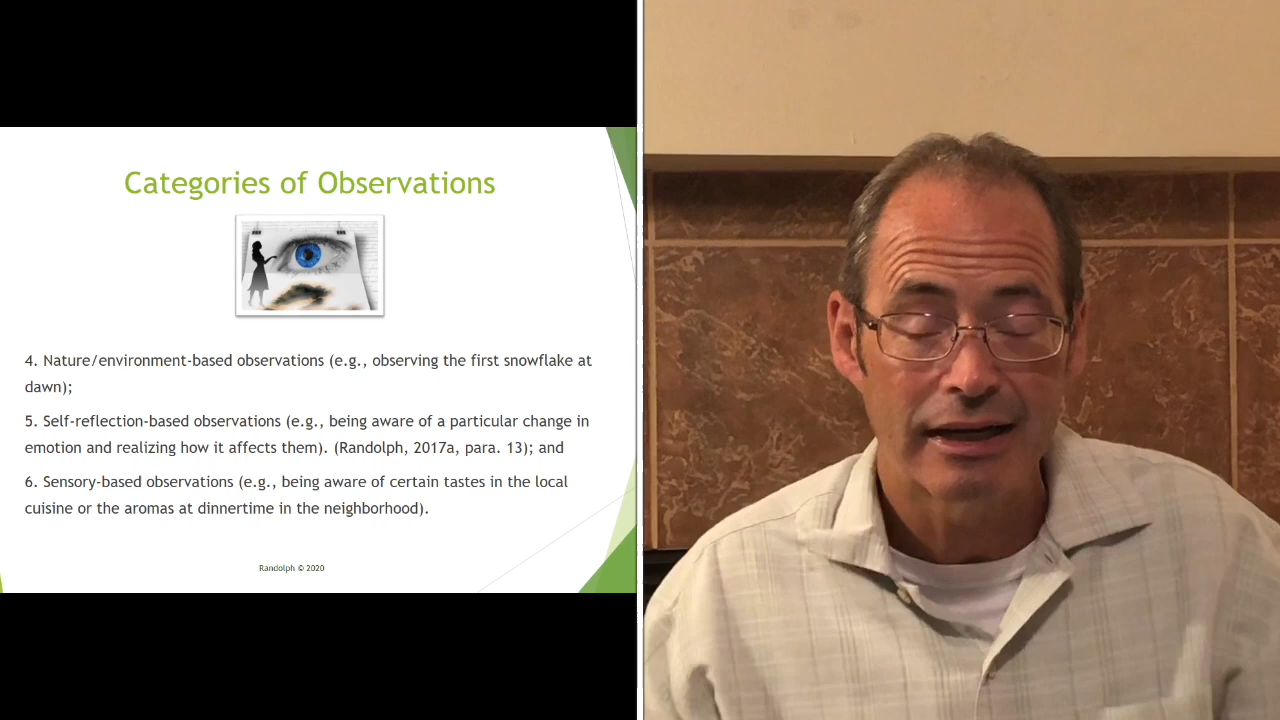 Categories of Observations
4. Nature/environment-based observations (e.g., observing the first snowflake at
dawn);
5. Self-reflection-based observations (e.g., being aware of a particular change in
emotion and realizing how it affects them). (Randolph, 2017a, para. 13); and
6. Sensory-based observations (e.g., being aware of certain tastes in the local
cuisine or the aromas at dinnertime in the neighborhood).
Randolph © 2020